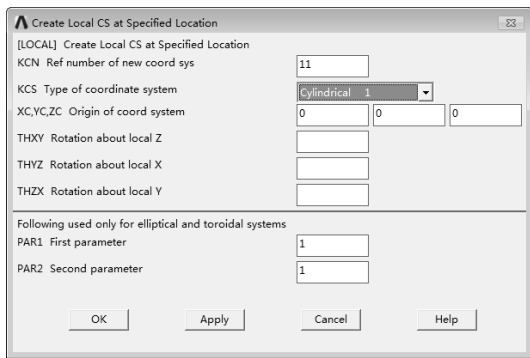 Create Local CS at Specified Location
[LOCAL] Create Local CS at Specified Location
KCN Ref number of new coord sys 11
KCS Type of coordinate system Cylindrical 1
XC,YC,ZC Origin of coord system 0 0 0
THXY Rotation about local Z
THYZ Rotation about local X
THZX Rotation about local Y
Following used only for elliptical and toroidal systems
PAR1 First parameter 1
PAR2 Second parameter 1
OK Apply Cancel Help